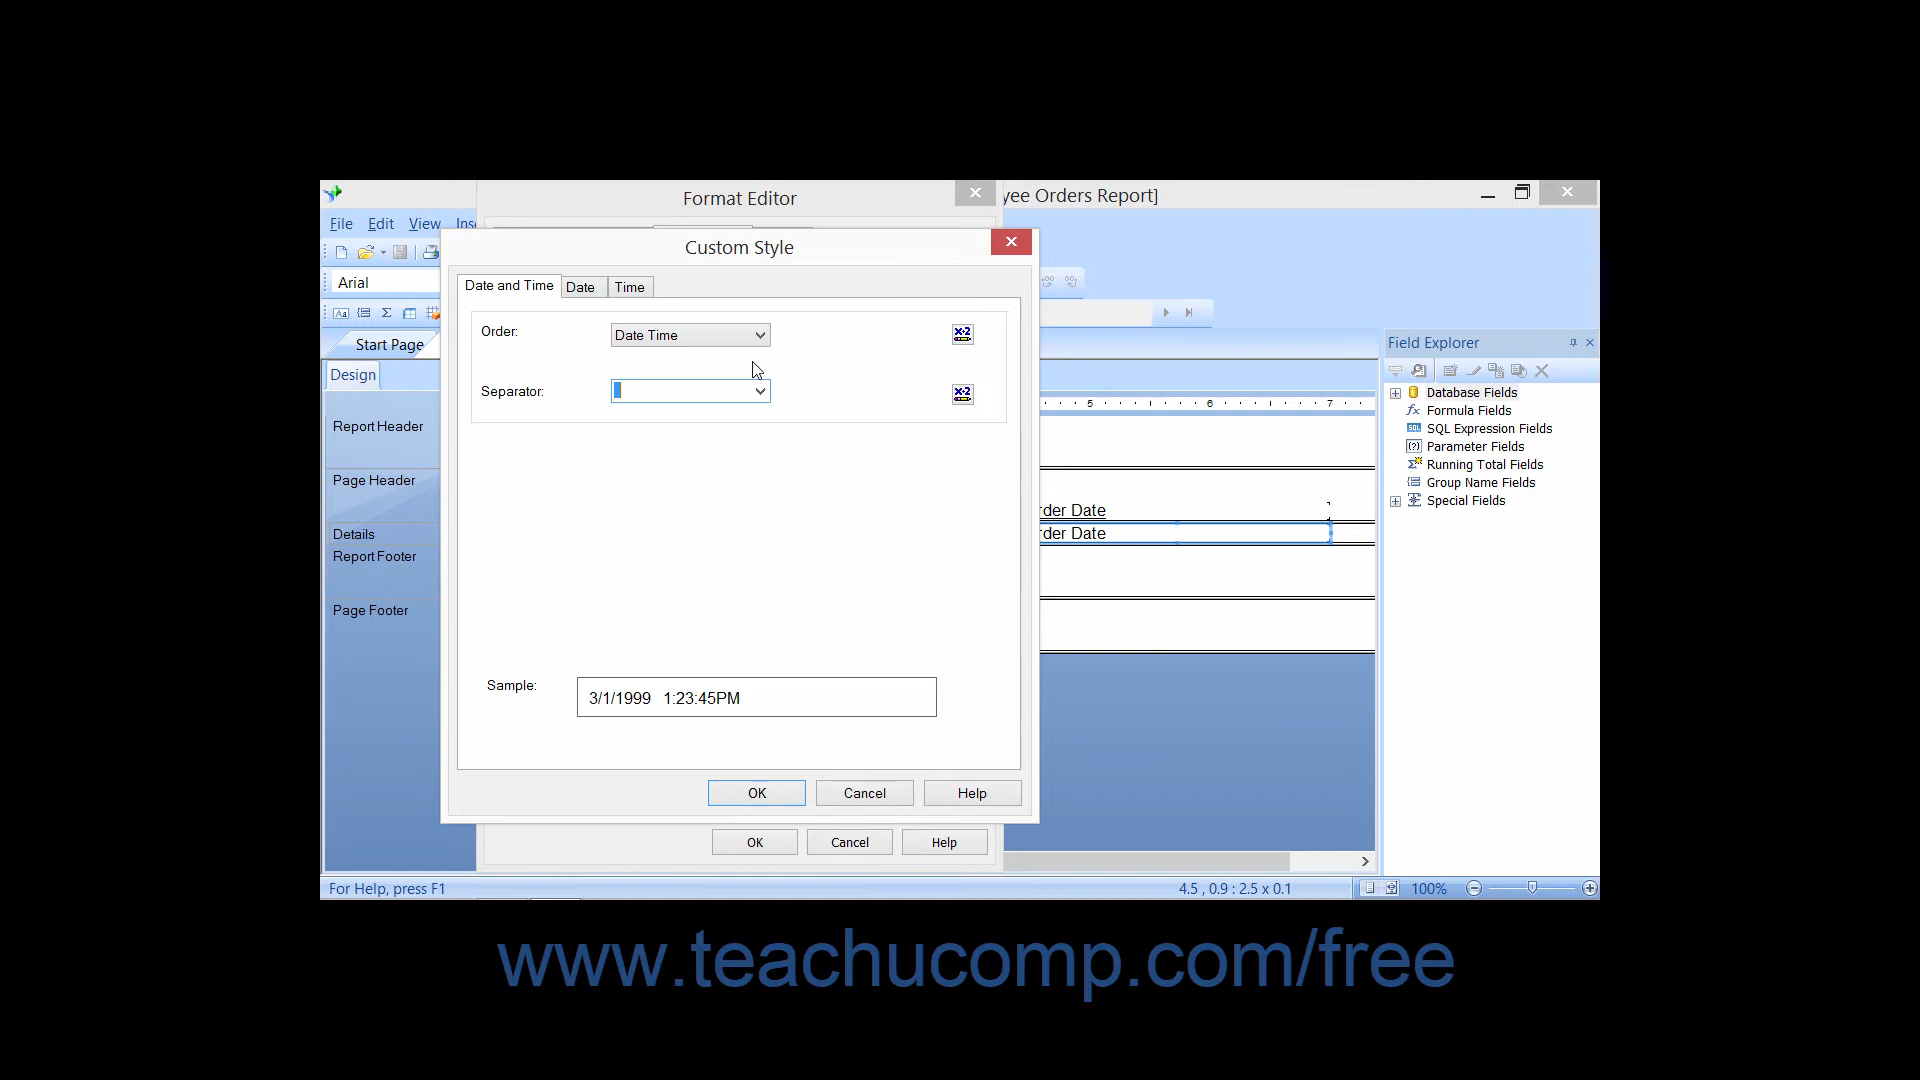 Format Editor
yee Orders Report]
File Edit View Inse
Custom Style
Arial
Date and Time Date Time
Order: Date Time
Separator:
Start Page
Design
Field Explorer
Database Fields
Formula Fields
SQL Expression Fields
Parameter Fields
Running Total Fields
Group Name Fields
Special Fields
5 6 7
Report Header
Page Header
Details
Report Footer
Page Footer
rder Date
rder Date
Sample: 3/1/1999 1:23:45PM
OK Cancel Help
OK Cancel Help
For Help, press F1
4.5 , 0.9 : 2.5 x 0.1
100%
www.teachucomp.com/free